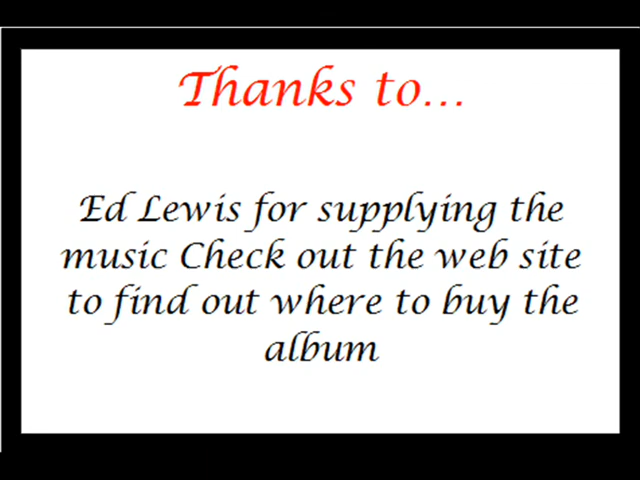 Thanks to...
Ed Lewis for supplying the
music Check out the web site
to find out where to buy the
album